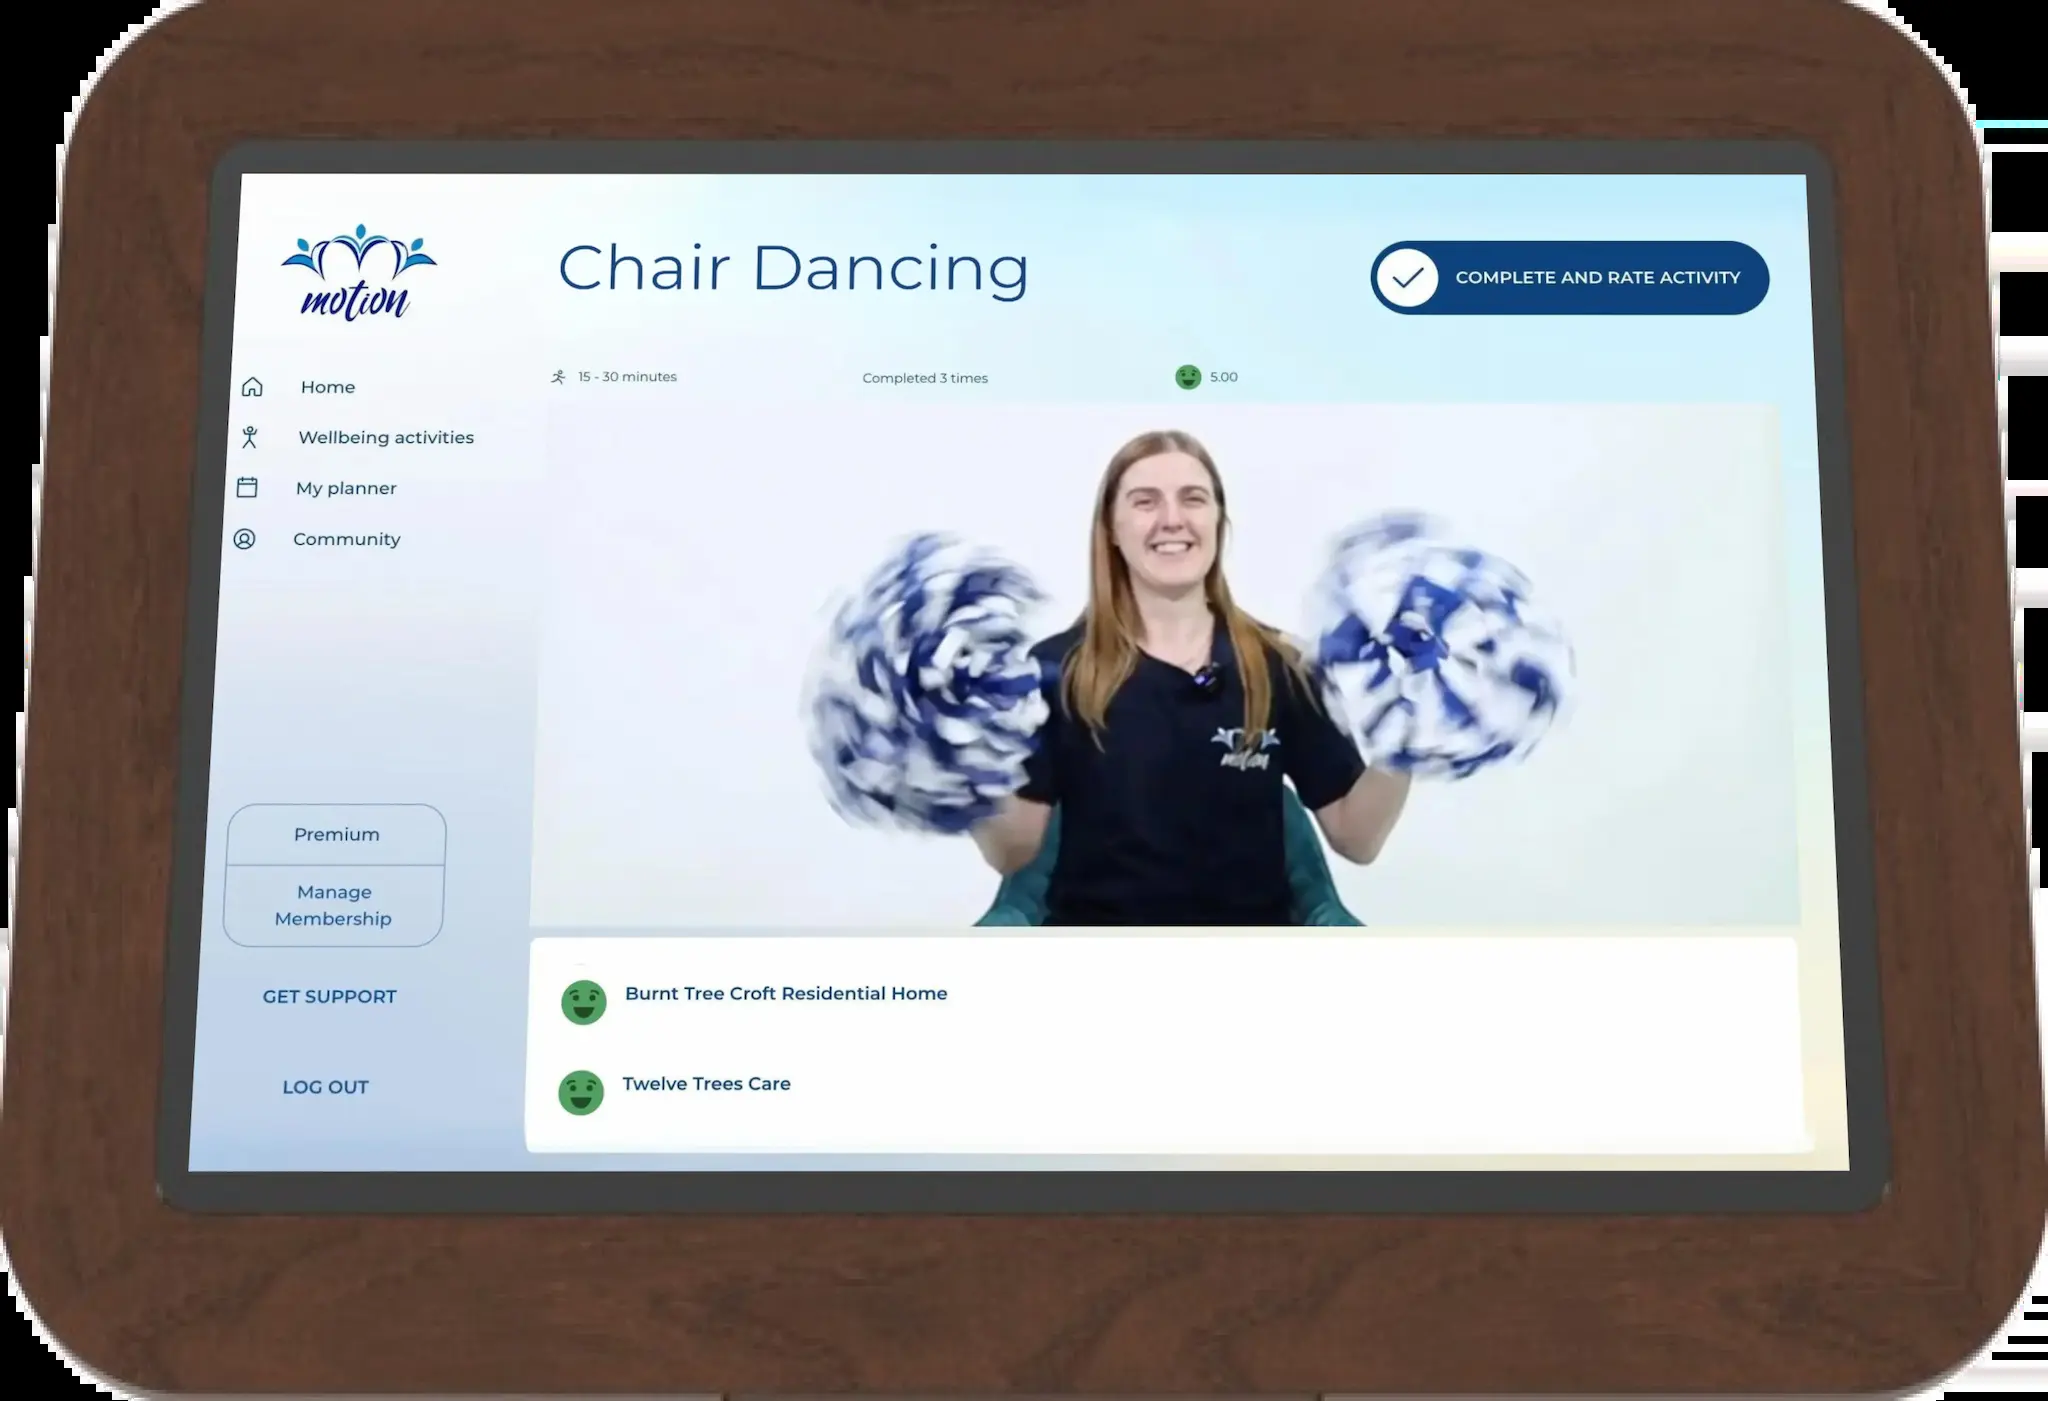 motion
Chair Dancing
COMPLETE AND RATE ACTIVITY
15 - 30 minutes
Completed 3 times
5.00
Home
Wellbeing activities
My planner
Community
motion
Premium
Manage
Membership
GET SUPPORT
LOG OUT
Burnt Tree Croft Residential Home
Twelve Trees Care